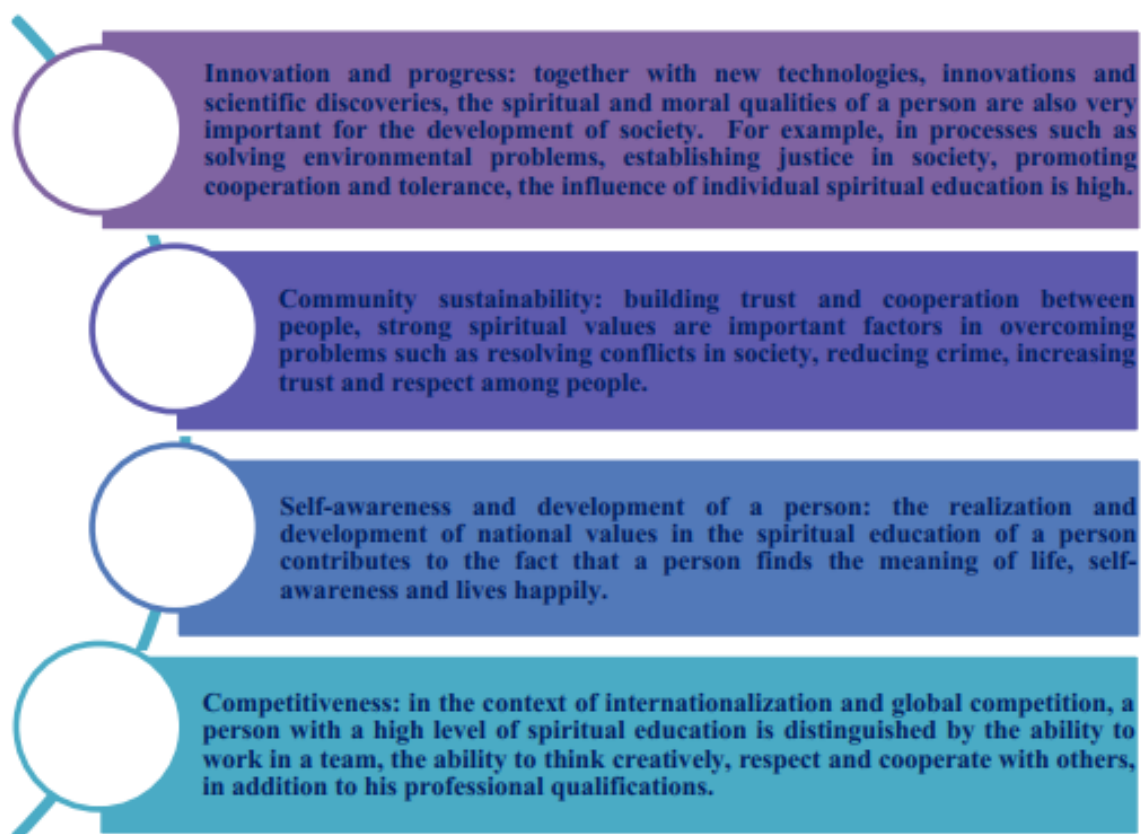 Innovation and progress: together with new technologies, innovations and
scientific discoveries, the spiritual and moral qualities of a person are also very
important for the development of society. For example, in processes such as
solving environmental problems, establishing justice in society, promoting
cooperation and tolerance, the influence of individual spiritual education is high.
Community sustainability: building trust and cooperation between
people, strong spiritual values are important factors in overcoming
problems such as resolving conflicts in society, reducing crime, increasing
trust and respect among people.
Self-awareness and development of a person: the realization and
development of national values in the spiritual education of a person
contributes to the fact that a person finds the meaning of life, self-
awareness and lives happily.
Competitiveness: in the context of internationalization and global competition, a
person with a high level of spiritual education is distinguished by the ability to
work in a team, the ability to think creatively, respect and cooperate with others,
in addition to his professional qualifications.